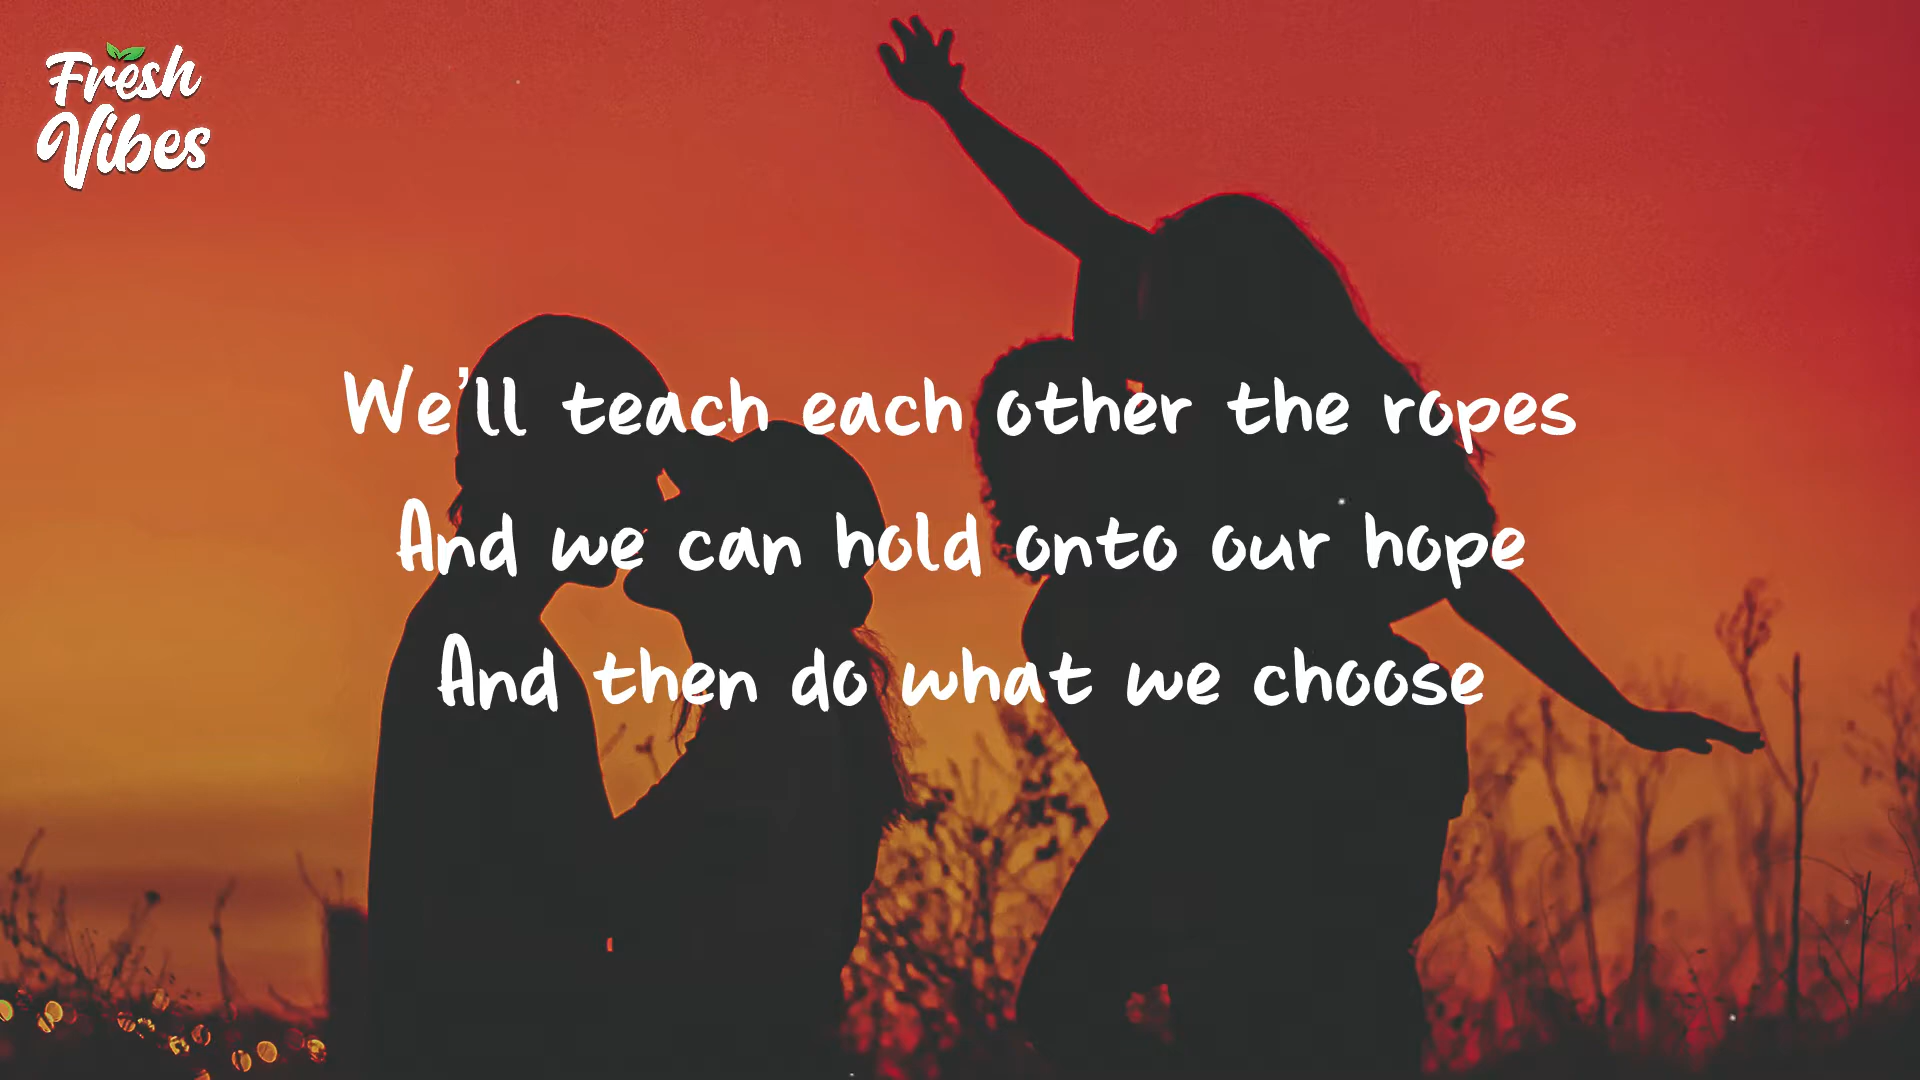 Fresh
Vibes
We'll teach each other the ropes
And we can hold onto our hope
And then do what we choose